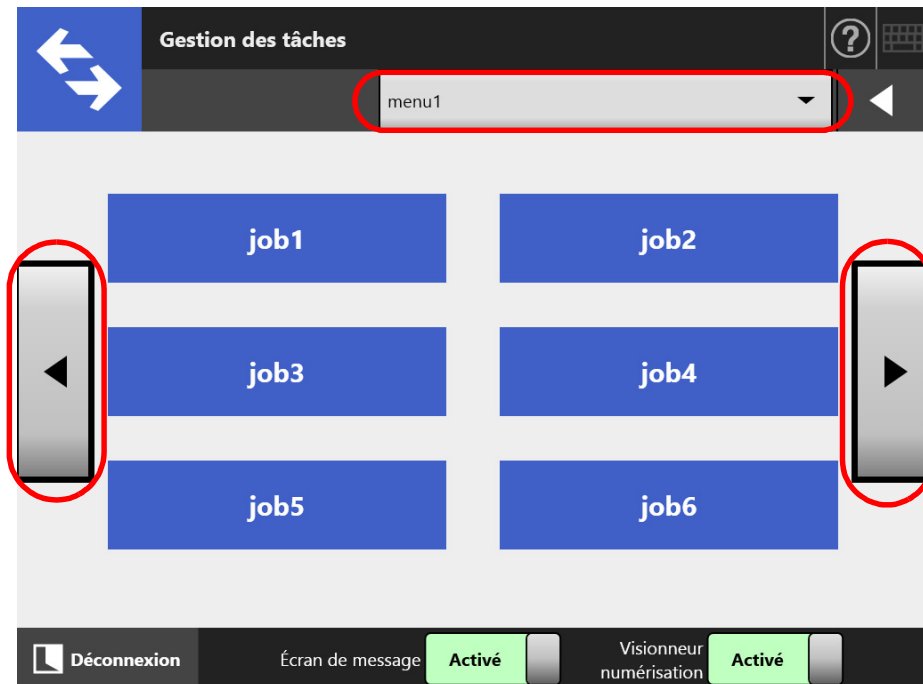 Gestion des tâches
?
menu1
job1
job2
job3
job4
job5
job6
Déconnexion
Écran de message
Activé
Visionneur
numérisation
Activé